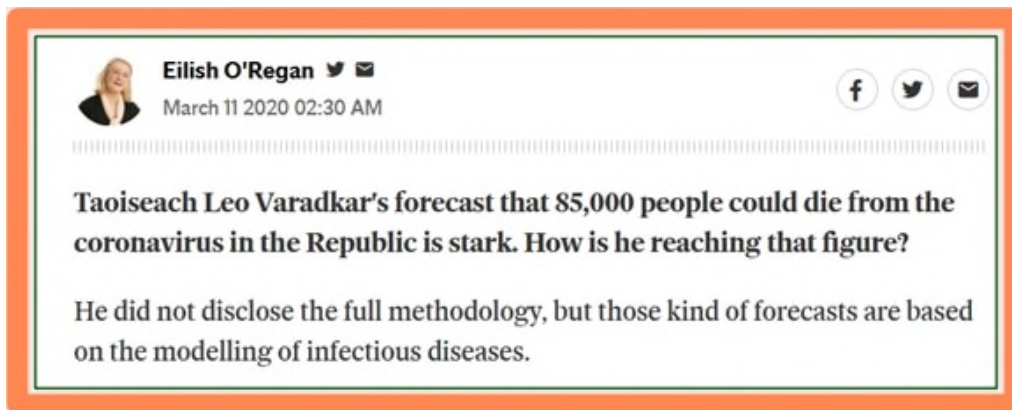 Eilish O'Regan
March 11 2020 02:30 AM
Taoiseach Leo Varadkar's forecast that 85,000 people could die from the
coronavirus in the Republic is stark. How is he reaching that figure?
He did not disclose the full methodology, but those kind of forecasts are based
on the modelling of infectious diseases.